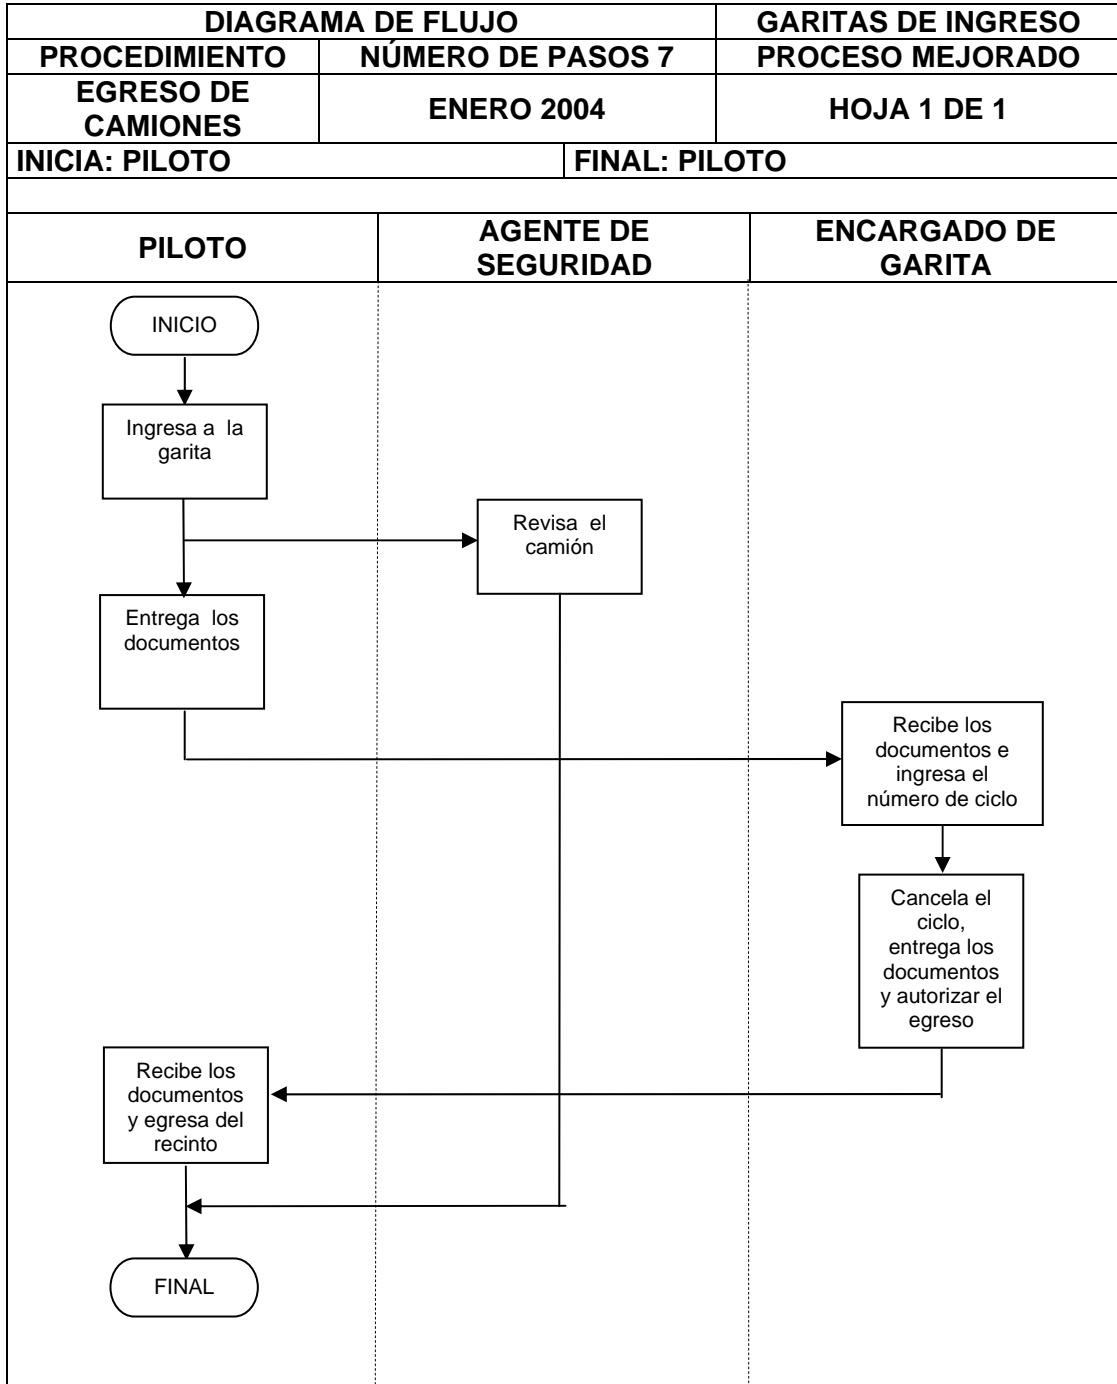 DIAGRAMA DE FLUJO
GARITAS DE INGRESO
PROCEDIMIENTO
NÚMERO DE PASOS 7
PROCESO MEJORADO
EGRESO DE
CAMIONES
ENERO 2004
HOJA 1 DE 1
INICIA: PILOTO
FINAL: PILOTO
PILOTO
AGENTE DE
SEGURIDAD
ENCARGADO DE
GARITA
INICIO
Ingresa a la
garita
Revisa el
camión
Entrega los
documentos
Recibe los
documentos e
ingresa el
número de ciclo
Cancela el
ciclo,
entrega los
documentos
y autorizar el
egreso
Recibe los
documentos
y egresa del
recinto
FINAL